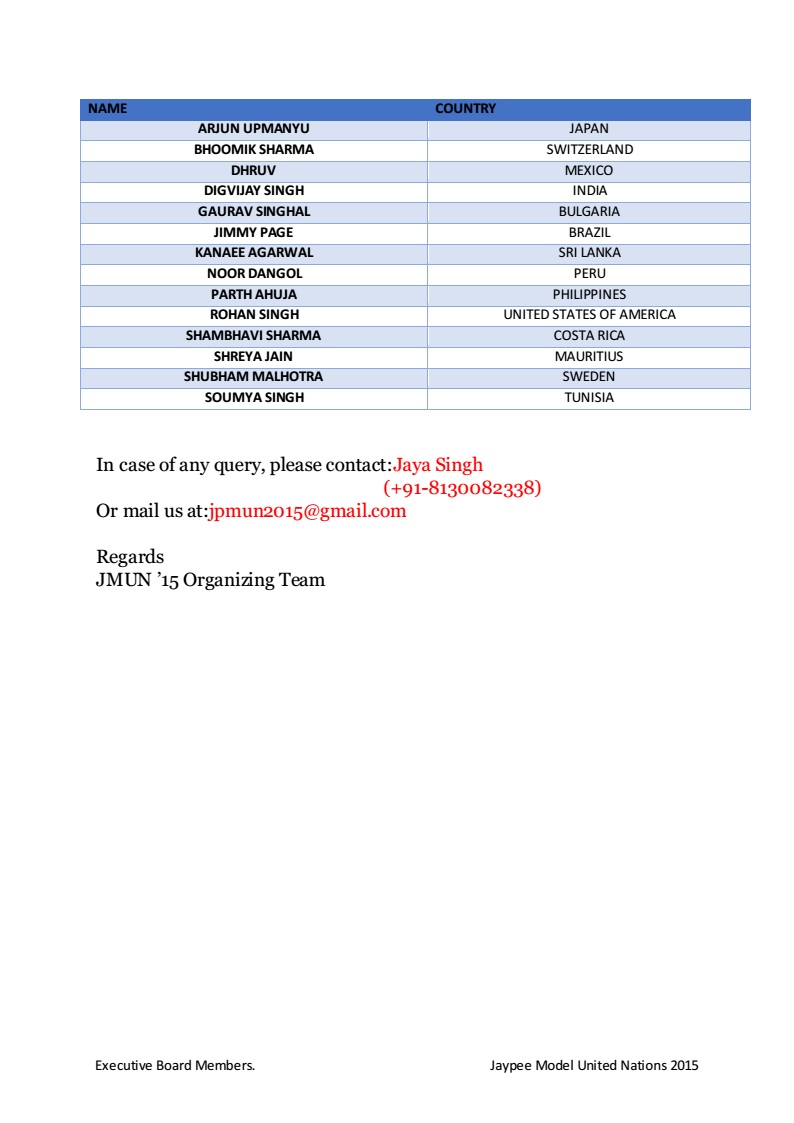 NAME COUNTRY
ARJUN UPMANYU JAPAN
BHOOMIK SHARMA SWITZERLAND
DHRUV MEXICO
DIGVIJAY SINGH INDIA
GAURAV SINGHAL BULGARIA
JIMMY PAGE BRAZIL
KANAEE AGARWAL SRI LANKA
NOOR DANGOL PERU
PARTH AHUJA PHILIPPINES
ROHAN SINGH UNITED STATES OF AMERICA
SHAMBHAVI SHARMA COSTA RICA
SHREYA JAIN MAURITIUS
SHUBHAM MALHOTRA SWEDEN
SOUMYA SINGH TUNISIA
In case of any query, please contact:Jaya Singh
(+91-8130082338)
Or mail us at:jpmun2015@gmail.com
Regards
JMUN ’15 Organizing Team
Executive Board Members. Jaypee Model United Nations 2015